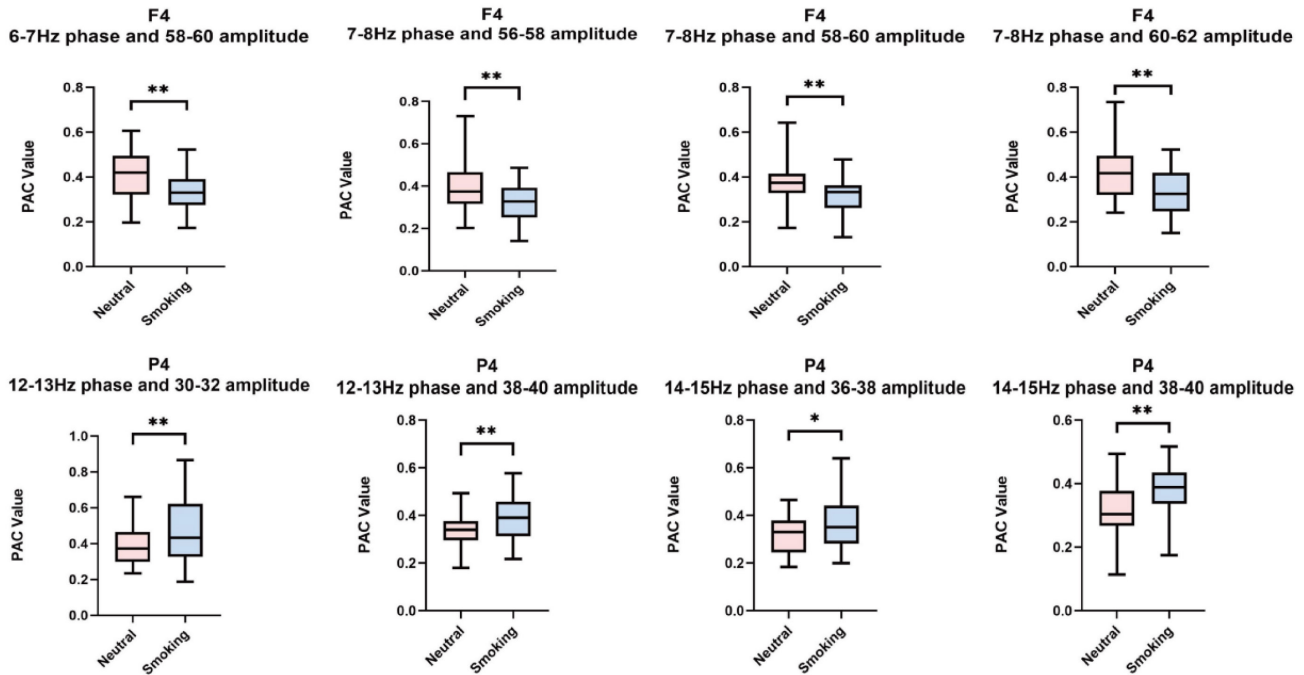 F4
6-7Hz phase and 58-60 amplitude
**
0.8
0.6
0.4
0.2
0.0
PAC Value
Neutral
Smoking
F4
7-8Hz phase and 56-58 amplitude
**
0.8
0.6
0.4
0.2
0.0
PAC Value
Neutral
Smoking
F4
7-8Hz phase and 58-60 amplitude
**
0.8
0.6
0.4
0.2
0.0
PAC Value
Neutral
Smoking
F4
7-8Hz phase and 60-62 amplitude
**
0.8
0.6
0.4
0.2
0.0
PAC Value
Neutral
Smoking
P4
12-13Hz phase and 30-32 amplitude
**
1.0
0.8
0.6
0.4
0.2
0.0
PAC Value
Neutral
Smoking
P4
12-13Hz phase and 38-40 amplitude
**
0.8
0.6
0.4
0.2
0.0
PAC Value
Neutral
Smoking
P4
14-15Hz phase and 36-38 amplitude
*
0.8
0.6
0.4
0.2
0.0
PAC Value
Neutral
Smoking
P4
14-15Hz phase and 38-40 amplitude
**
0.6
0.4
0.2
0.0
PAC Value
Neutral
Smoking